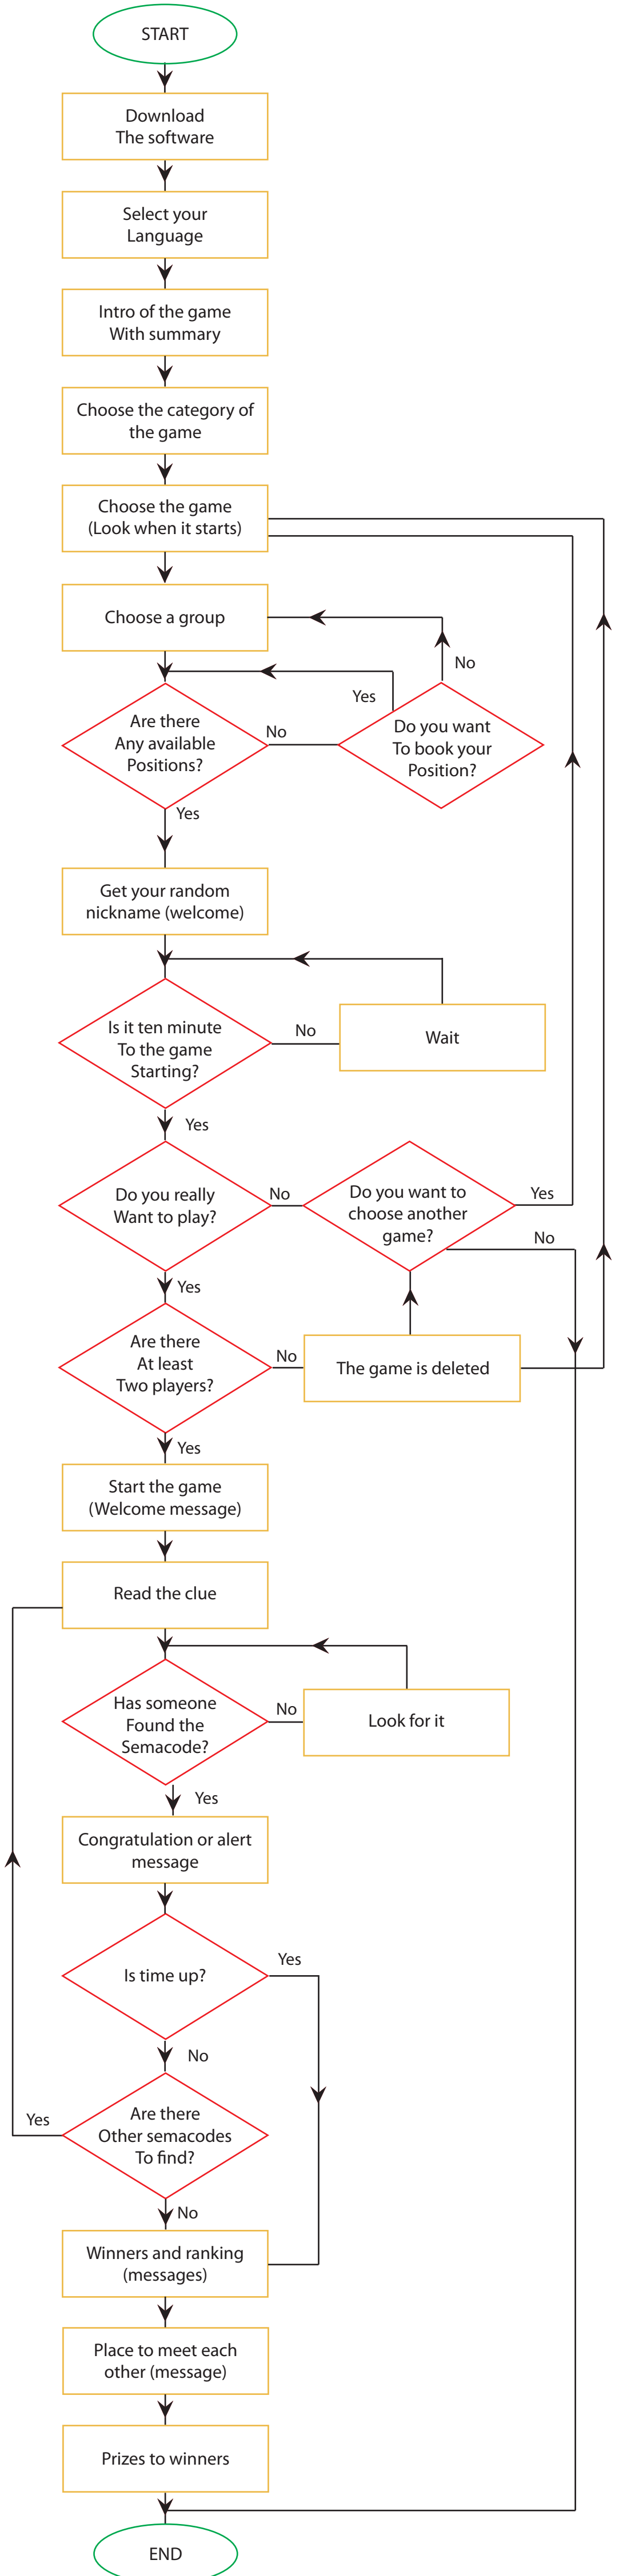 START
Download
The software
Select your
Language
Intro of the game
With summary
Choose the category of
the game
Choose the game
(Look when it starts)
Choose a group
No
Yes
Are there
Any available
Positions?
No
Do you want
To book your
Position?
Yes
Get your random
nickname (welcome)
Is it ten minute
To the game
Starting?
No
Wait
Yes
Do you really
Want to play?
No
Do you want to
choose another
game?
Yes
No
Yes
Are there
At least
Two players?
No
The game is deleted
Yes
Start the game
(Welcome message)
Read the clue
Has someone
Found the
Semacode?
No
Look for it
Yes
Congratulation or alert
message
Is time up?
Yes
No
Are there
Other semacodes
To find?
Yes
No
Winners and ranking
(messages)
Place to meet each
other (message)
Prizes to winners
END